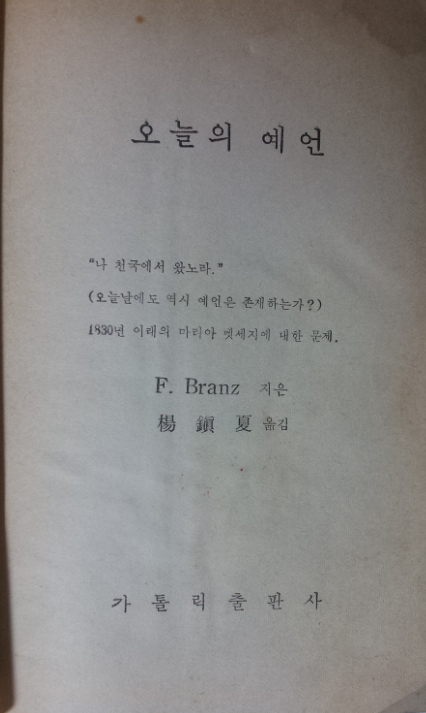 오늘의 예언
“나 천국에서 왔노라.”
(오늘날에도 역시 예언은 존재하는가?)
1830년 이래의 마리아 멧세지에 대한 문제.
F. Branz 지은
楊 鎭 夏 옮김
가 톨 릭 출 판 사